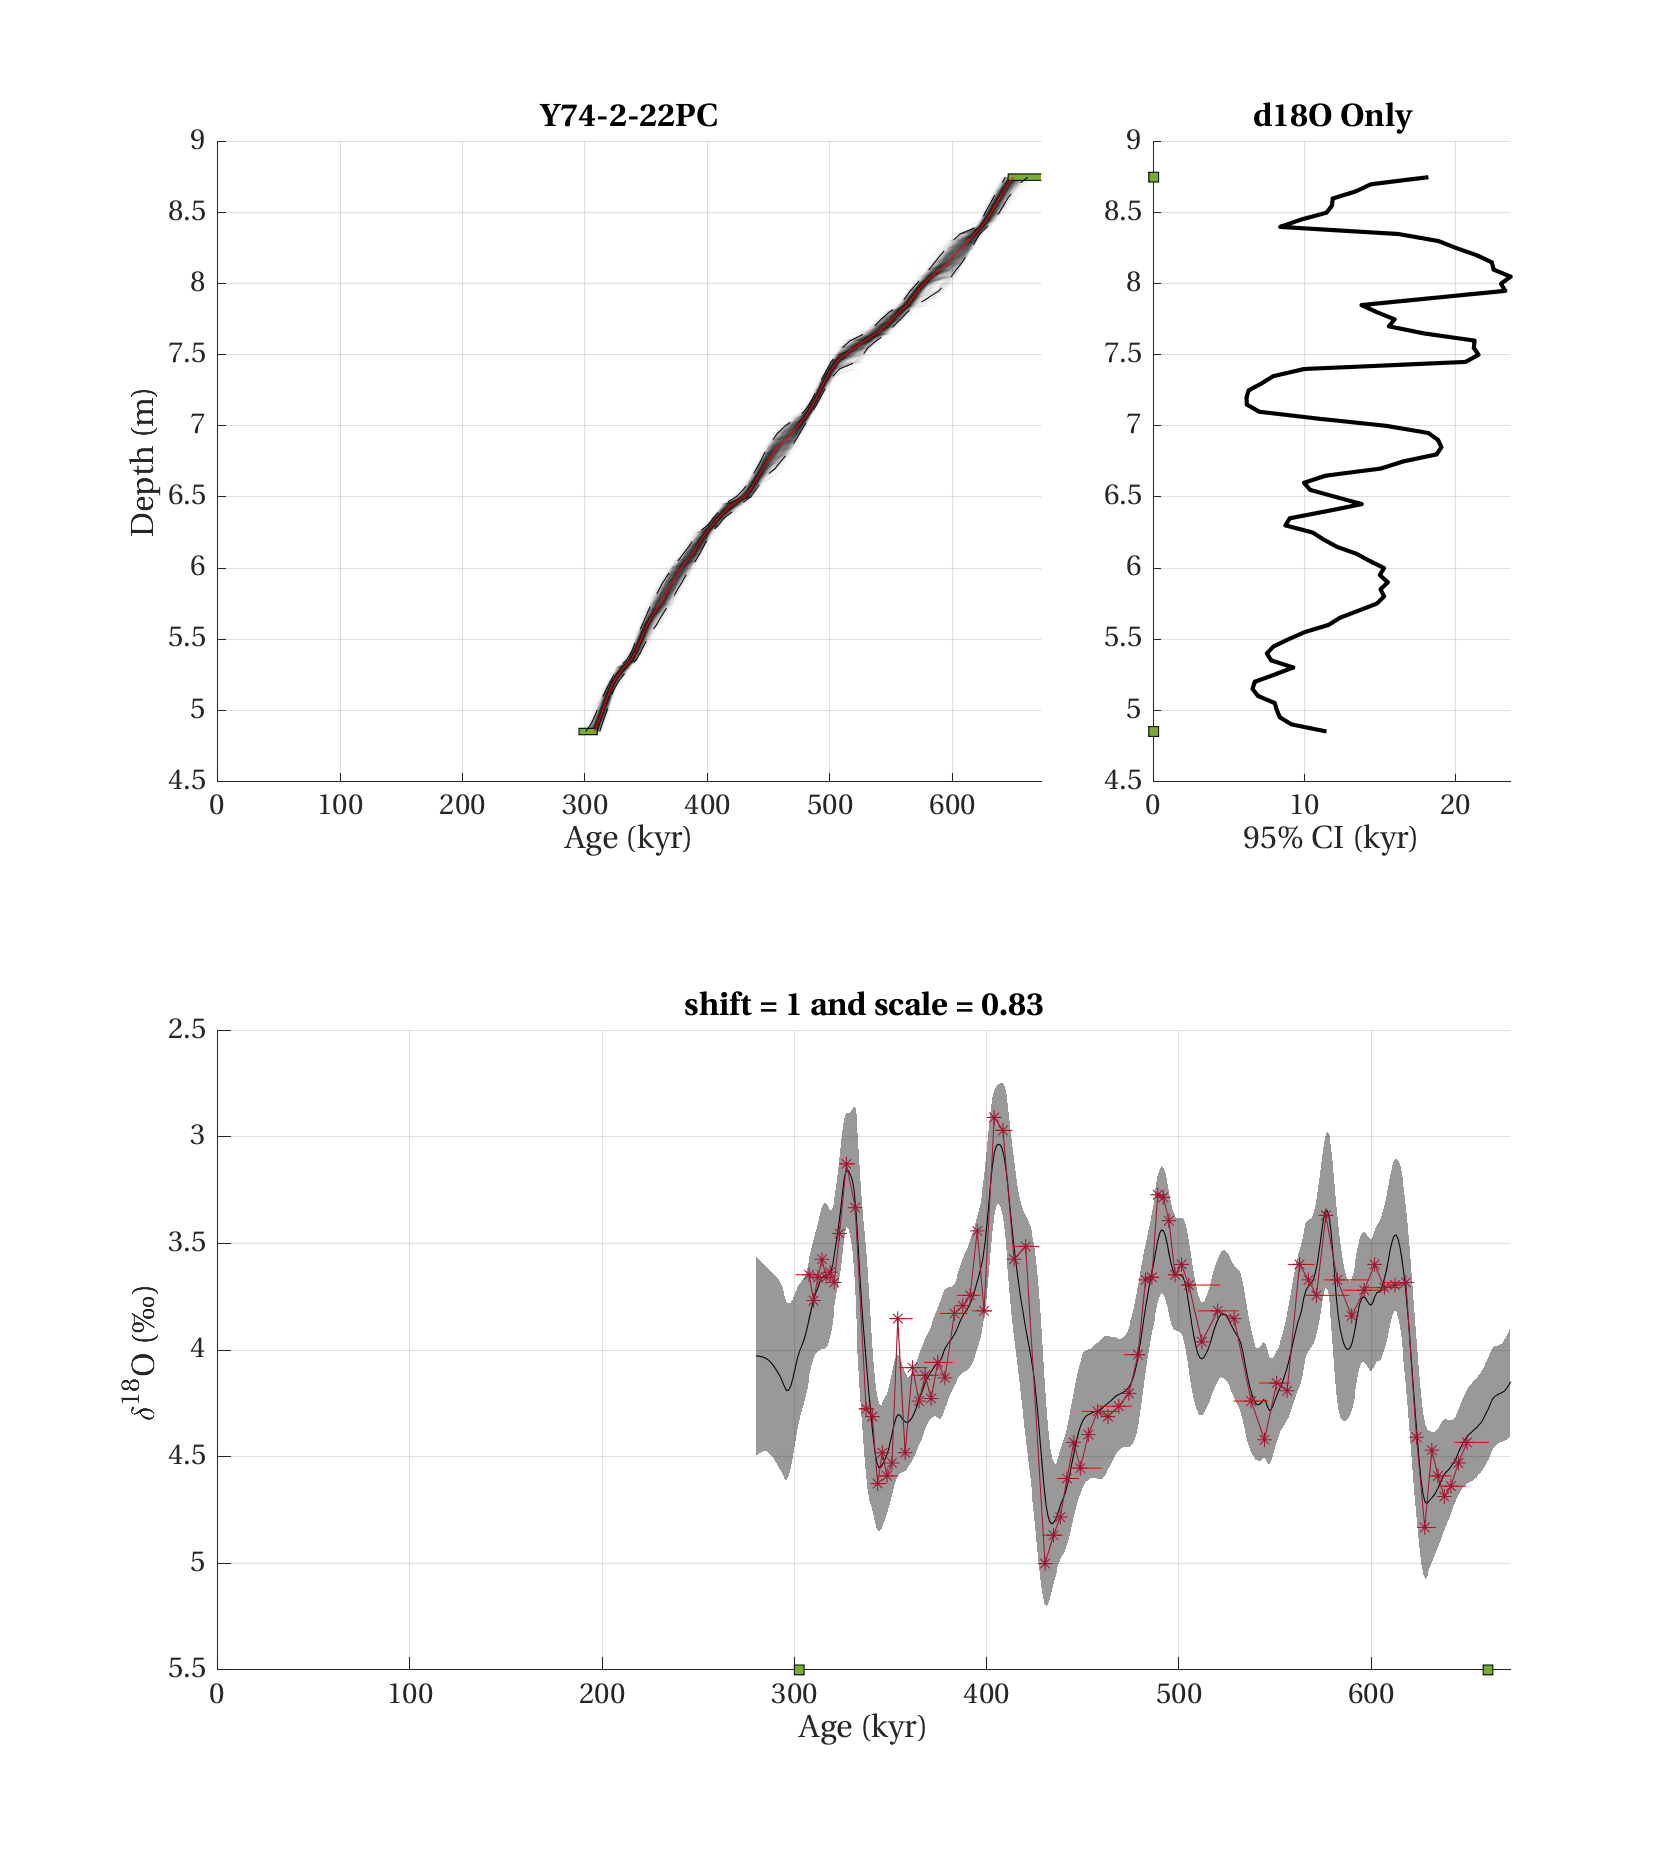 Y74-2-22PC
d18O Only
9
8.5
8
7.5
7
6.5
6
5.5
5
4.5
Depth (m)
0 100 200 300 400 500 600
Age (kyr)
9
8.5
8
7.5
7
6.5
6
5.5
5
4.5
0 10 20
95% CI (kyr)
shift = 1 and scale = 0.83
2.5
3
3.5
4
4.5
5
5.5
δ18O (‰)
0 100 200 300 400 500 600
Age (kyr)